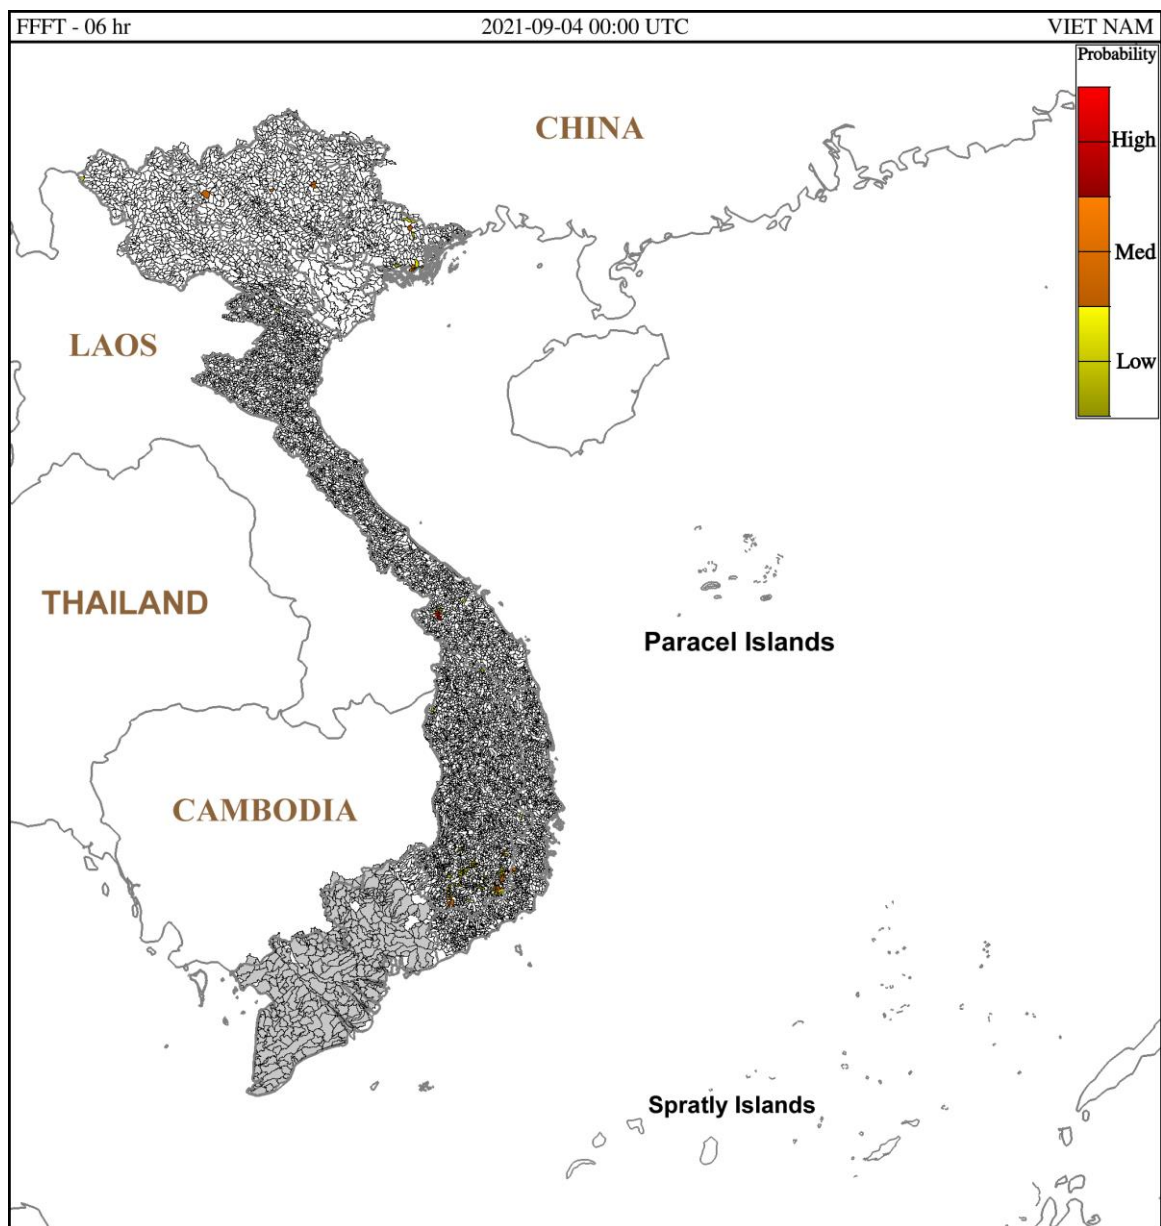 FFFT - 06 hr 2021-09-04 00:00 UTC VIET NAM
Probability
CHINA
High
Med
LAOS
Low
THAILAND
Paracel Islands
CAMBODIA
Spratly Islands